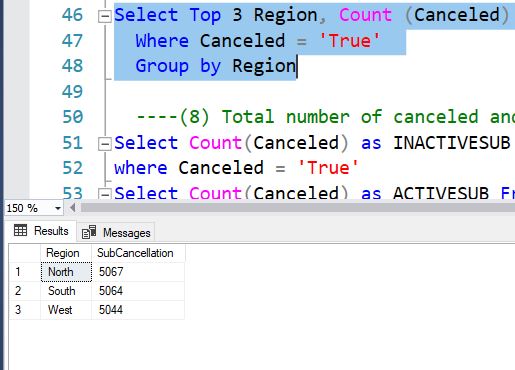 46 Select Top 3 Region, Count (Canceled)
47 Where Canceled = 'True'
48 Group by Region
49
50 ----(8) Total number of canceled and
51 Select Count(Canceled) as INACTIVESUB
52 where Canceled = 'True'
53 Select Count(Canceled) as ACTIVESUB Fr
150 %
Results Messages
Region SubCancellation
1 North 5067
2 South 5064
3 West 5044